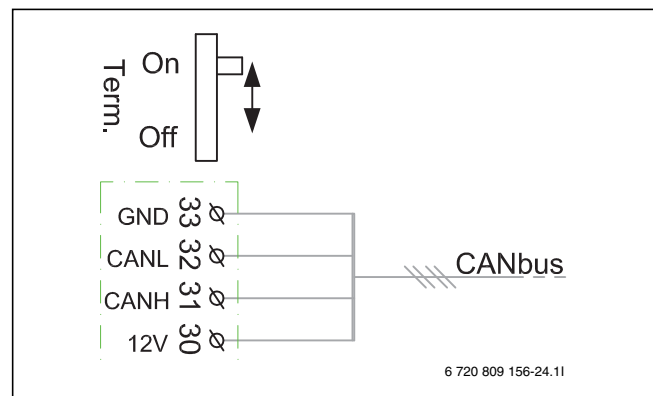 On
Term.
Off
GND 33
CANL 32
CANH 31
12V 30
CANbus
6 720 809 156-24.1I